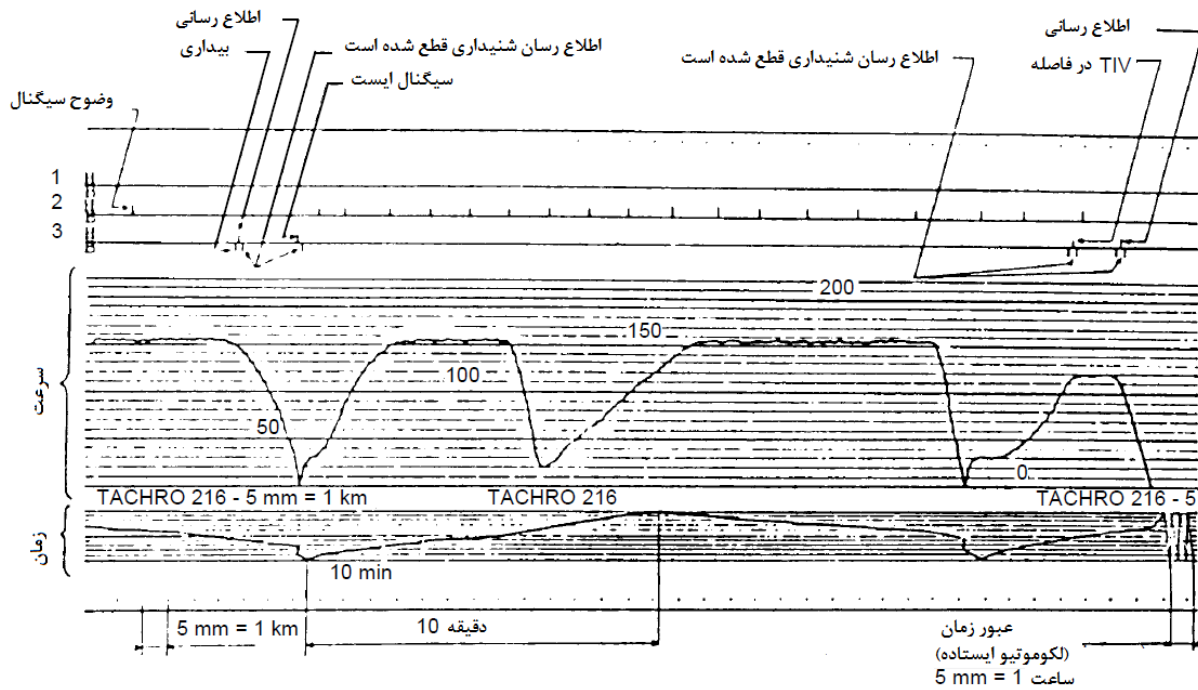 اطلاع رسانی
بیداری
اطلاع رسان شنیداری قطع شده است
سیگنال ایست
وضوح سیگنال
اطلاع رسانی
TIV در فاصله
اطلاع رسان شنیداری قطع شده است
1
2
3
200
150
100
50
0
سرعت
TACHRO 216 - 5 mm = 1 km
TACHRO 216
TACHRO 216 - 5
زمان
10 min
5 mm = 1 km
10 دقیقه
عبور زمان
(لکوموتیو ایستاده)
5 mm = 1 ساعت